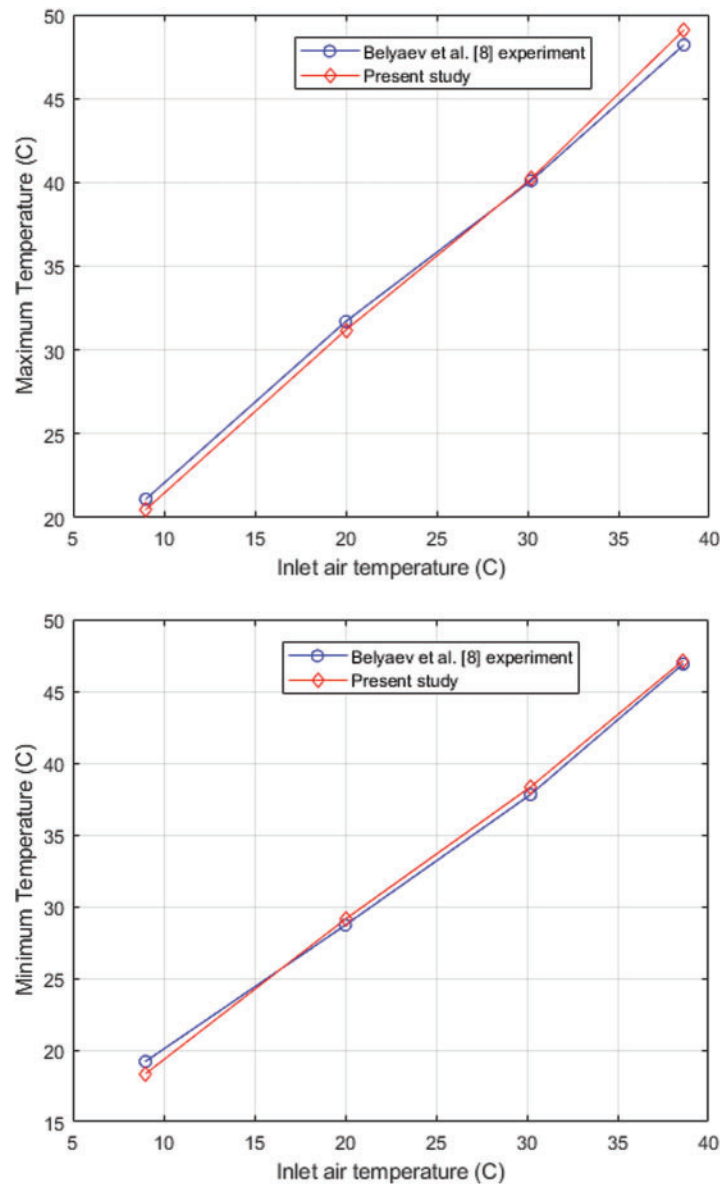 50
45
40
35
30
25
20
Maximum Temperature (C)
Belyaev et al. [8] experiment
Present study
5 10 15 20 25 30 35 40
Inlet air temperature (C)
50
45
40
35
30
25
20
15
Minimum Temperature (C)
Belyaev et al. [8] experiment
Present study
5 10 15 20 25 30 35 40
Inlet air temperature (C)